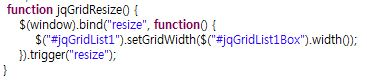 function jqGridResize() {
$(window).bind("resize", function() {
$("#jqGridList1").setGridWidth($("#jqGridList1Box").width());
}).trigger("resize");
}